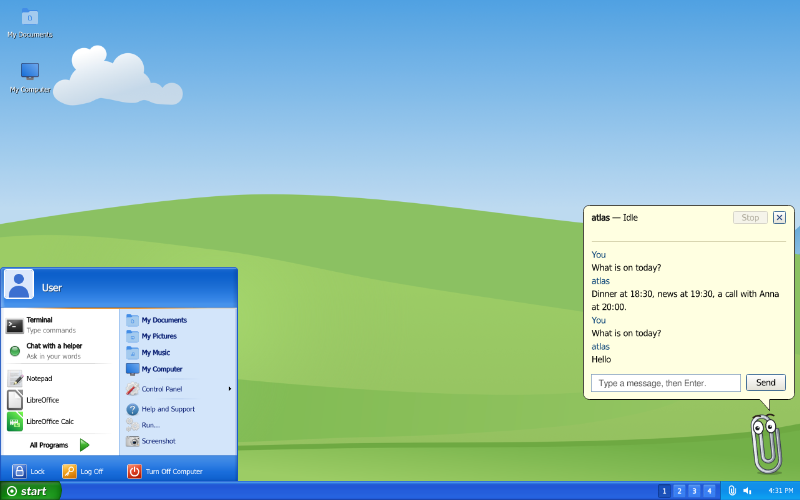 My Documents
My Computer
User
Terminal
Type commands
Chat with a helper
Ask in your words
Notepad
LibreOffice
LibreOffice Calc
All Programs
My Documents
My Pictures
My Music
My Computer
Control Panel
Help and Support
Run...
Screenshot
Lock
Log Off
Turn Off Computer
start
atlas — Idle
Stop
You
What is on today?
atlas
Dinner at 18:30, news at 19:30, a call with Anna
at 20:00.
You
What is on today?
atlas
Hello
Type a message, then Enter.
Send
1 2 3 4
4:31 PM